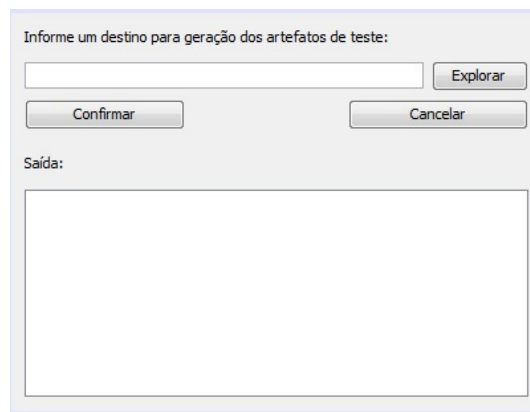 Informe um destino para geração dos artefatos de teste:
Explorar
Confirmar Cancelar
Saída: